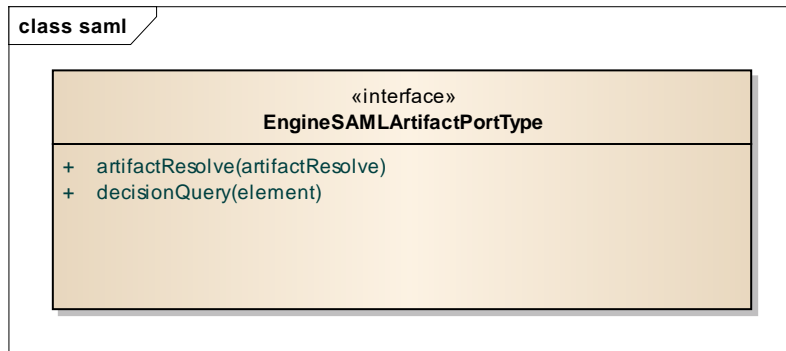 class saml
«interface»
EngineSAMLArtifactPortType
+ artifactResolve(artifactResolve)
+ decisionQuery(element)